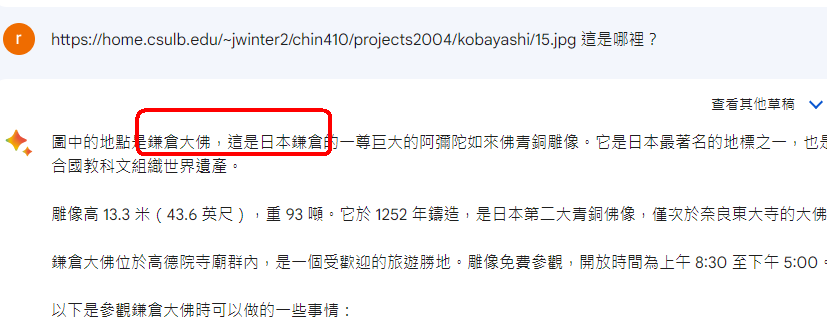 r
https://home.csulb.edu/~jwinter2/chin410/projects2004/kobayashi/15.jpg 這是哪裡？
查看其他草稿
圖中的地點是鎌倉大佛，這是日本鎌倉的一尊巨大的阿彌陀如來佛青銅雕像。它是日本最著名的地標之一，也是
合國教科文組織世界遺產。
雕像高 13.3 米（43.6 英尺），重 93 噸。它於 1252 年鑄造，是日本第二大青銅佛像，僅次於奈良東大寺的大佛
鎌倉大佛位於高德院寺廟群內，是一個受歡迎的旅遊勝地。雕像免費參觀，開放時間為上午 8:30 至下午 5:00。
以下是參觀鎌倉大佛時可以做的一些事情：